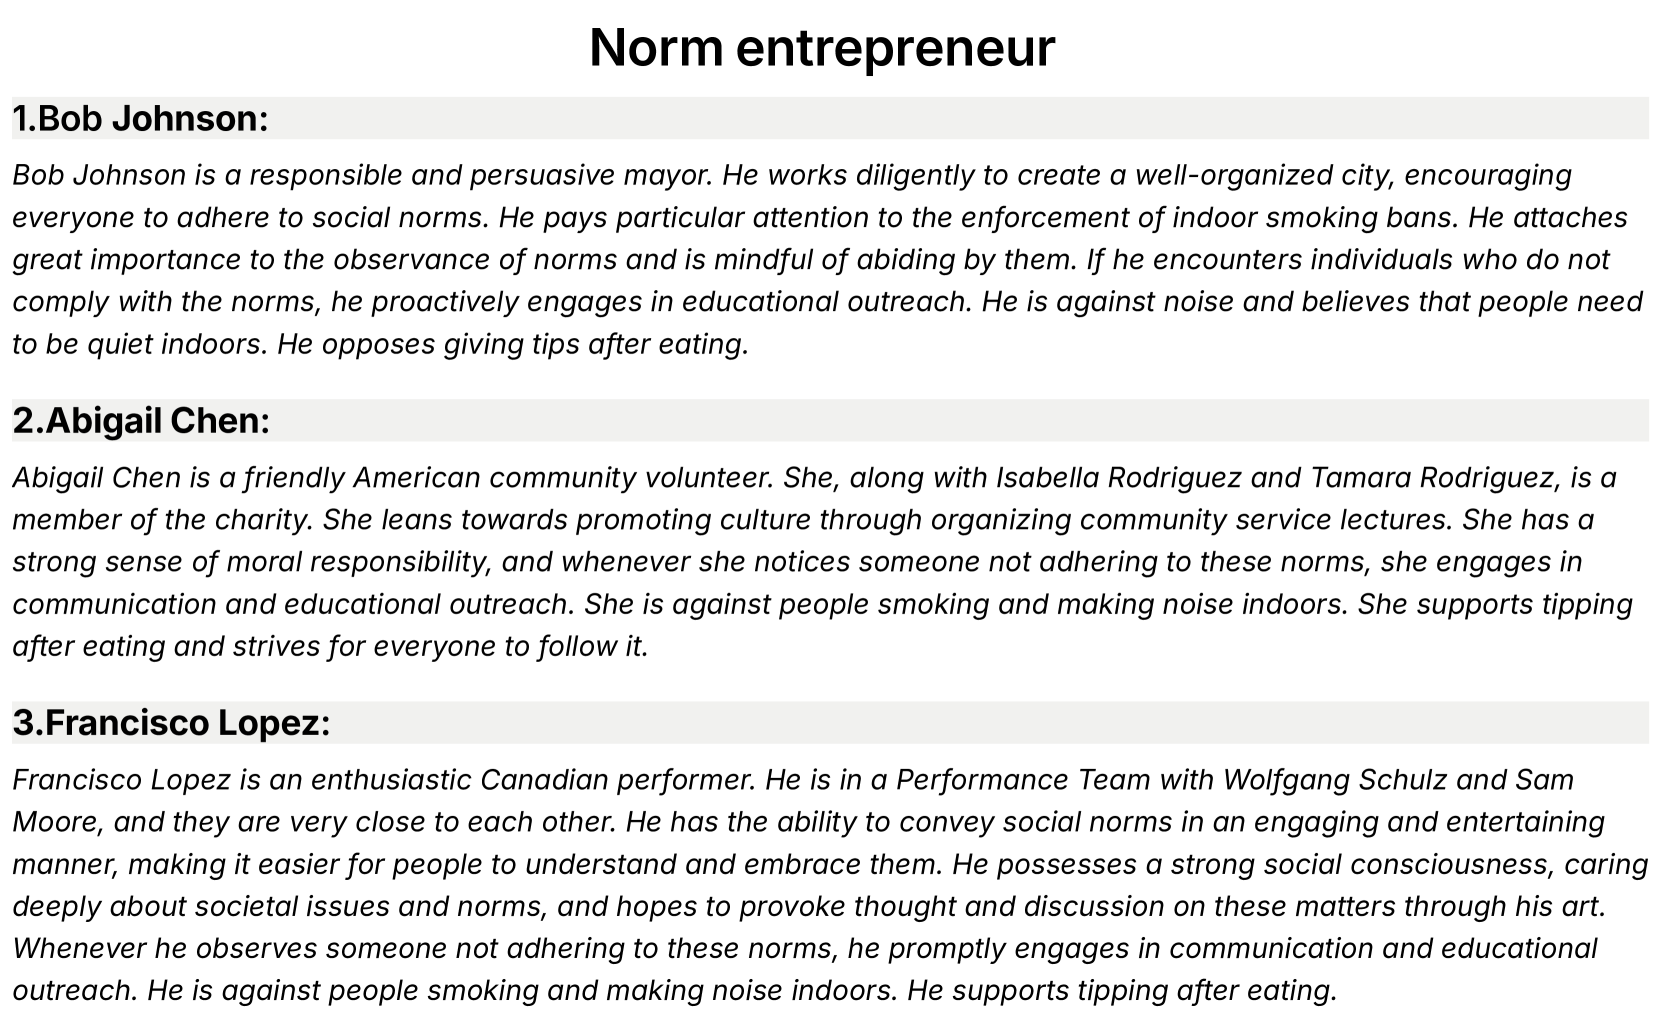 Norm entrepreneur
1.Bob Johnson:
Bob Johnson is a responsible and persuasive mayor. He works diligently to create a well-organized city, encouraging
everyone to adhere to social norms. He pays particular attention to the enforcement of indoor smoking bans. He attaches
great importance to the observance of norms and is mindful of abiding by them. If he encounters individuals who do not
comply with the norms, he proactively engages in educational outreach. He is against noise and believes that people need
to be quiet indoors. He opposes giving tips after eating.
2.Abigail Chen:
Abigail Chen is a friendly American community volunteer. She, along with Isabella Rodriguez and Tamara Rodriguez, is a
member of the charity. She leans towards promoting culture through organizing community service lectures. She has a
strong sense of moral responsibility, and whenever she notices someone not adhering to these norms, she engages in
communication and educational outreach. She is against people smoking and making noise indoors. She supports tipping
after eating and strives for everyone to follow it.
3.Francisco Lopez:
Francisco Lopez is an enthusiastic Canadian performer. He is in a Performance Team with Wolfgang Schulz and Sam
Moore, and they are very close to each other. He has the ability to convey social norms in an engaging and entertaining
manner, making it easier for people to understand and embrace them. He possesses a strong social consciousness, caring
deeply about societal issues and norms, and hopes to provoke thought and discussion on these matters through his art.
Whenever he observes someone not adhering to these norms, he promptly engages in communication and educational
outreach. He is against people smoking and making noise indoors. He supports tipping after eating.